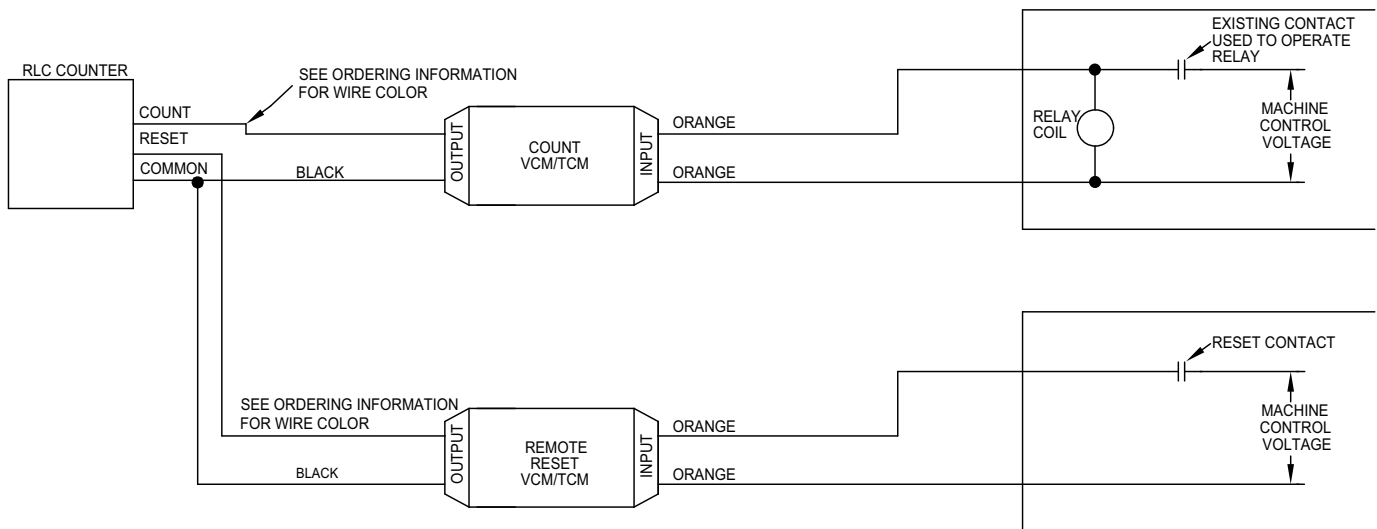 RLC COUNTER
COUNT
RESET
COMMON
SEE ORDERING INFORMATION
FOR WIRE COLOR
BLACK
OUTPUT
COUNT
VCM/TCM
INPUT
ORANGE
ORANGE
RELAY
COIL
EXISTING CONTACT
USED TO OPERATE
RELAY
MACHINE
CONTROL
VOLTAGE
SEE ORDERING INFORMATION
FOR WIRE COLOR
BLACK
OUTPUT
REMOTE
RESET
VCM/TCM
INPUT
ORANGE
ORANGE
RESET CONTACT
MACHINE
CONTROL
VOLTAGE